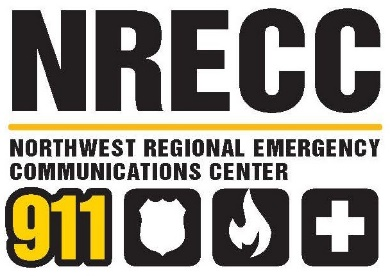 NRECC
NORTHWEST REGIONAL EMERGENCY
COMMUNICATIONS CENTER
911